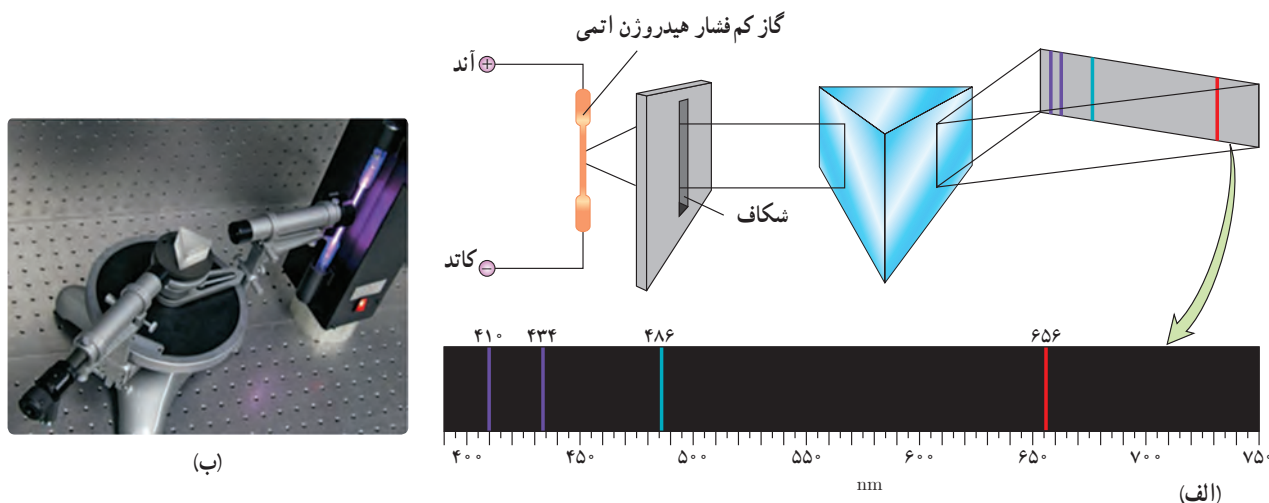 گاز کم فشار هیدروژن اتمی
آند
+
شکاف
کاتد
−
۴۱۰ ۴۳۴ ۴۸۶ ۶۵۶
۴۰۰ ۴۵۰ ۵۰۰ ۵۵۰ ۶۰۰ ۶۵۰ ۷۰۰ ۷۵۰
nm
(الف)
(ب)